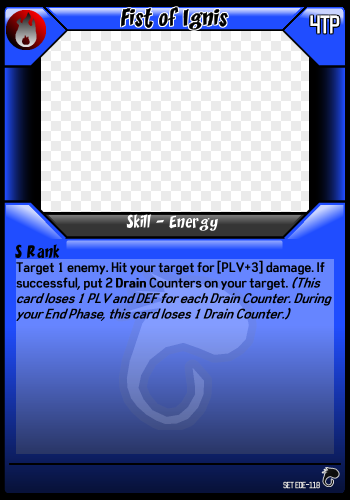 Fist of Ignis
4TP
Skill - Energy
S Rank
Target 1 enemy. Hit your target for [PLV+3] damage. If
successful, put 2 Drain Counters on your target. (This
card loses 1 PLV and DEF for each Drain Counter. During
your End Phase, this card loses 1 Drain Counter.)
SET EDE-118